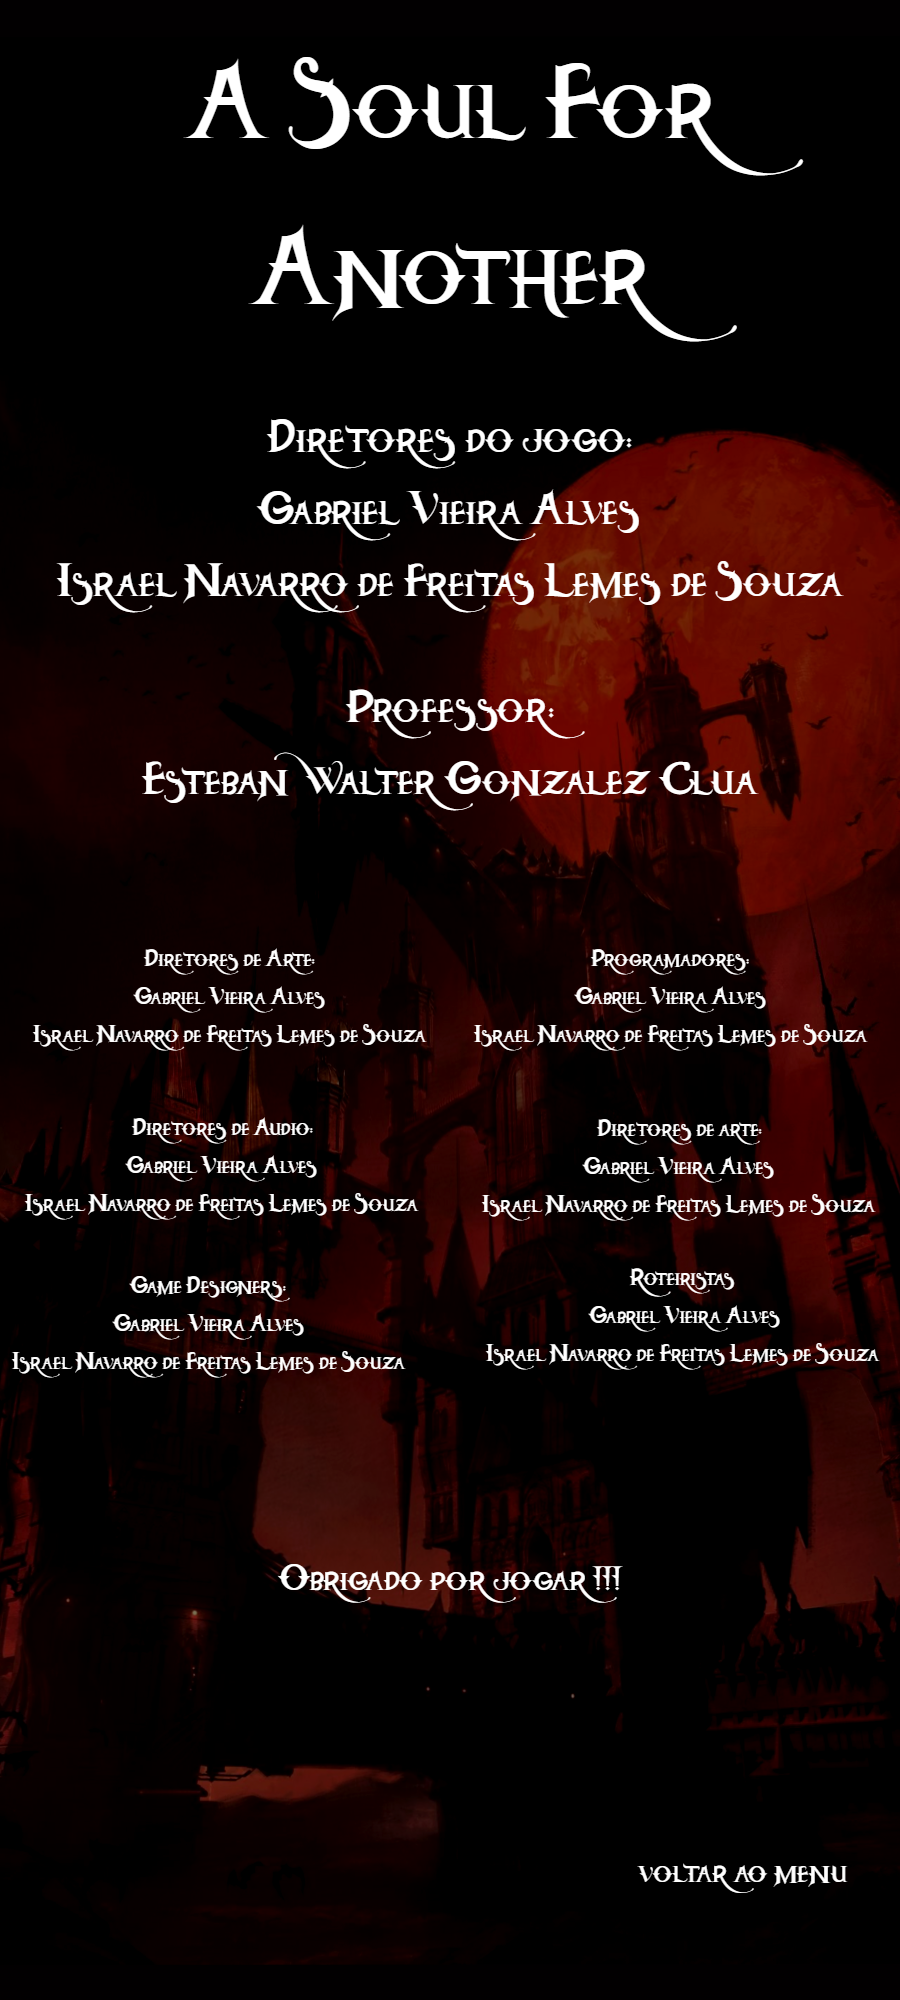 A Soul For
Another
Diretores do jogo:
Gabriel Vieira Alves
Israel Navarro de Freitas Lemes de Souza
Professor:
Esteban Walter Gonzalez Clua
Diretores de Arte:
Gabriel Vieira Alves
Israel Navarro de Freitas Lemes de Souza
Programadores:
Gabriel Vieira Alves
Israel Navarro de Freitas Lemes de Souza
Diretores de Audio:
Gabriel Vieira Alves
Israel Navarro de Freitas Lemes de Souza
Diretores de arte:
Gabriel Vieira Alves
Israel Navarro de Freitas Lemes de Souza
Game Designers:
Gabriel Vieira Alves
Israel Navarro de Freitas Lemes de Souza
Roteiristas
Gabriel Vieira Alves
Israel Navarro de Freitas Lemes de Souza
Obrigado por jogar !!!
voltar ao menu